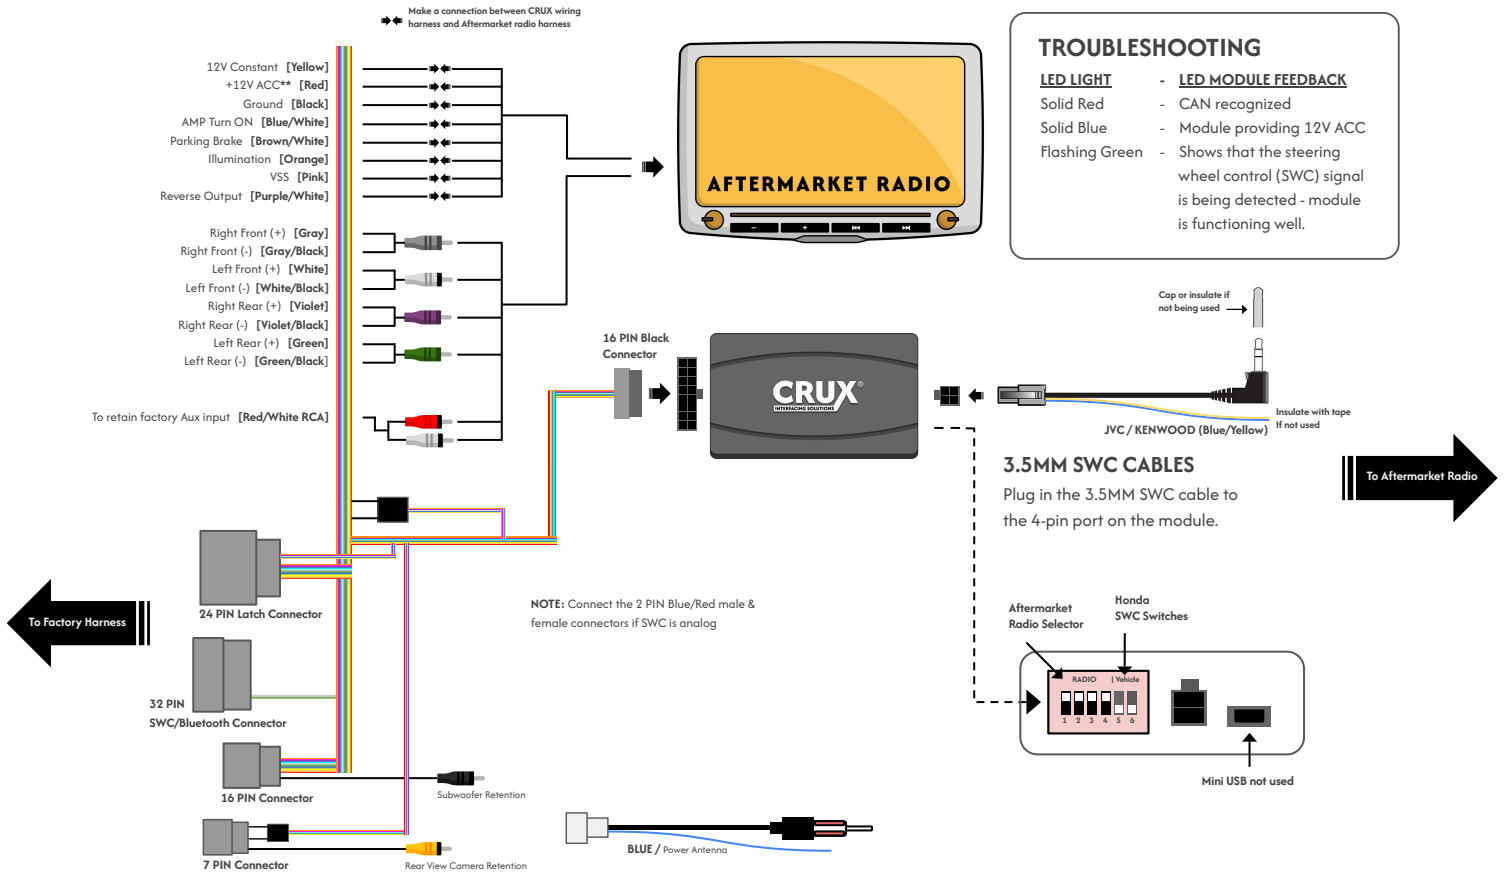 Make a connection between CRUX wiring
harness and Aftermarket radio harness
12V Constant [Yellow]
+12V ACC** [Red]
Ground [Black]
AMP Turn ON [Blue/White]
Parking Brake [Brown/White]
Illumination [Orange]
VSS [Pink]
Reverse Output [Purple/White]
Right Front (+) [Gray]
Right Front (-) [Gray/Black]
Left Front (+) [White]
Left Front (-) [White/Black]
Right Rear (+) [Violet]
Right Rear (-) [Violet/Black]
Left Rear (+) [Green]
Left Rear (-) [Green/Black]
To retain factory Aux input [Red/White RCA]
AFTERMARKET RADIO
TROUBLESHOOTING
LED LIGHT - LED MODULE FEEDBACK
Solid Red - CAN recognized
Solid Blue - Module providing 12V ACC
Flashing Green - Shows that the steering
wheel control (SWC) signal
is being detected - module
is functioning well.
16 PIN Black
Connector
CRUX®
INTERFACING SOLUTIONS
Cap or insulate if
not being used
Insulate with tape
If not used
JVC / KENWOOD (Blue/Yellow)
3.5MM SWC CABLES
Plug in the 3.5MM SWC cable to
the 4-pin port on the module.
To Aftermarket Radio
To Factory Harness
24 PIN Latch Connector
32 PIN
SWC/Bluetooth Connector
16 PIN Connector
Subwoofer Retention
7 PIN Connector
Rear View Camera Retention
NOTE: Connect the 2 PIN Blue/Red male &
female connectors if SWC is analog
BLUE / Power Antenna
Aftermarket
Radio Selector
Honda
SWC Switches
RADIO | Vehicle
1 2 3 4 5 6
Mini USB not used